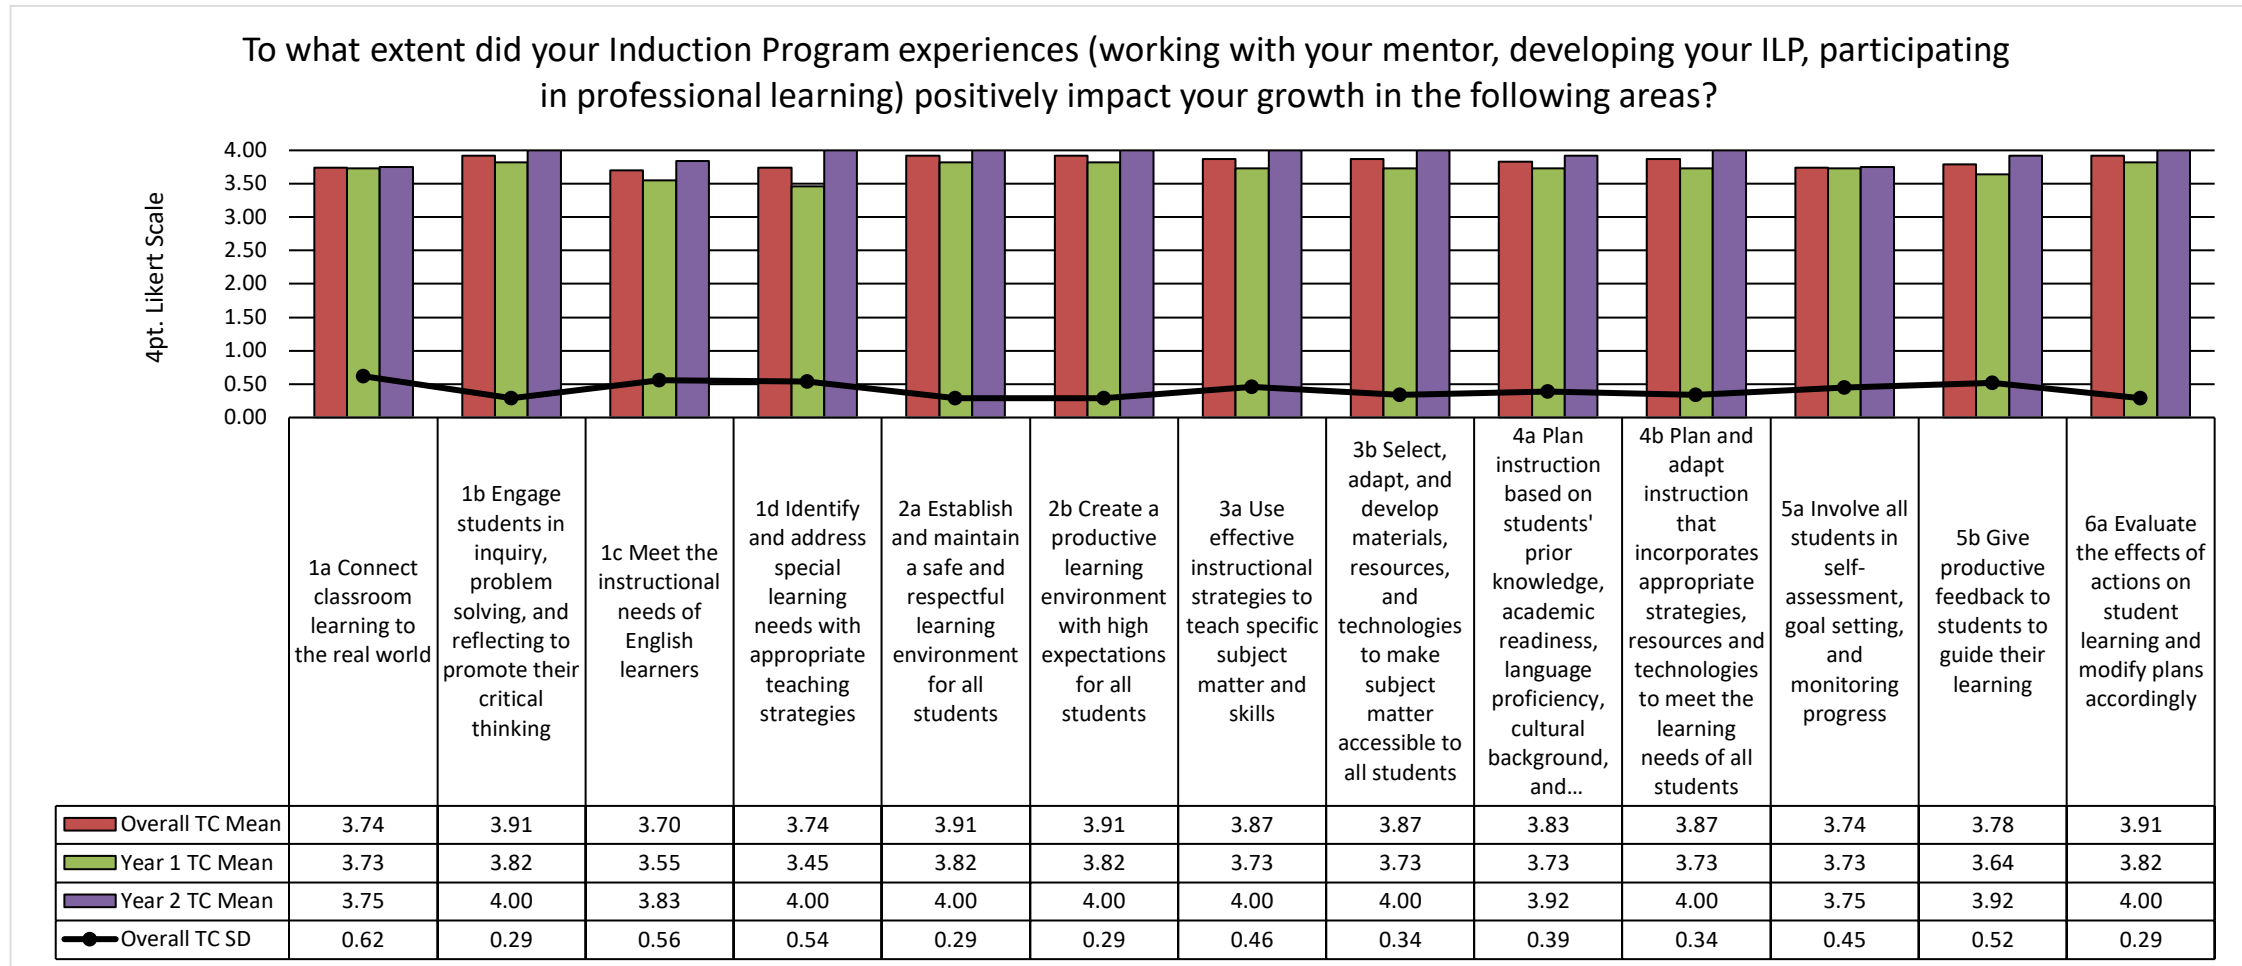 To what extent did your Induction Program experiences (working with your mentor, developing your ILP, participating
in professional learning) positively impact your growth in the following areas?
4pt. Likert Scale
4.00
3.50
3.00
2.50
2.00
1.50
1.00
0.50
0.00
1a Connect
classroom
learning to
the real world
1b Engage
students in
inquiry,
problem
solving, and
reflecting to
promote their
critical
thinking
1c Meet the
instructional
needs of
English
learners
1d Identify
and address
special
learning
needs with
appropriate
teaching
strategies
2a Establish
and maintain
a safe and
respectful
learning
environment
for all
students
2b Create a
productive
learning
environment
with high
expectations
for all
students
3a Use
effective
instructional
strategies to
teach specific
subject
matter and
skills
3b Select,
adapt, and
develop
materials,
resources,
and
technologies
to make
subject
matter
accessible to
all students
4a Plan
instruction
based on
students'
prior
knowledge,
academic
readiness,
language
proficiency,
cultural
background,
and...
4b Plan and
adapt
instruction
that
incorporates
appropriate
strategies,
resources and
technologies
to meet the
learning
needs of all
students
5a Involve all
students in
self-
assessment,
goal setting,
and
monitoring
progress
5b Give
productive
feedback to
students to
guide their
learning
6a Evaluate
the effects of
actions on
student
learning and
modify plans
accordingly
Overall TC Mean 3.74 3.91 3.70 3.74 3.91 3.91 3.87 3.87 3.83 3.87 3.74 3.78 3.91
Year 1 TC Mean 3.73 3.82 3.55 3.45 3.82 3.82 3.73 3.73 3.73 3.73 3.73 3.64 3.82
Year 2 TC Mean 3.75 4.00 3.83 4.00 4.00 4.00 4.00 4.00 3.92 4.00 3.75 3.92 4.00
Overall TC SD 0.62 0.29 0.56 0.54 0.29 0.29 0.46 0.34 0.39 0.34 0.45 0.52 0.29